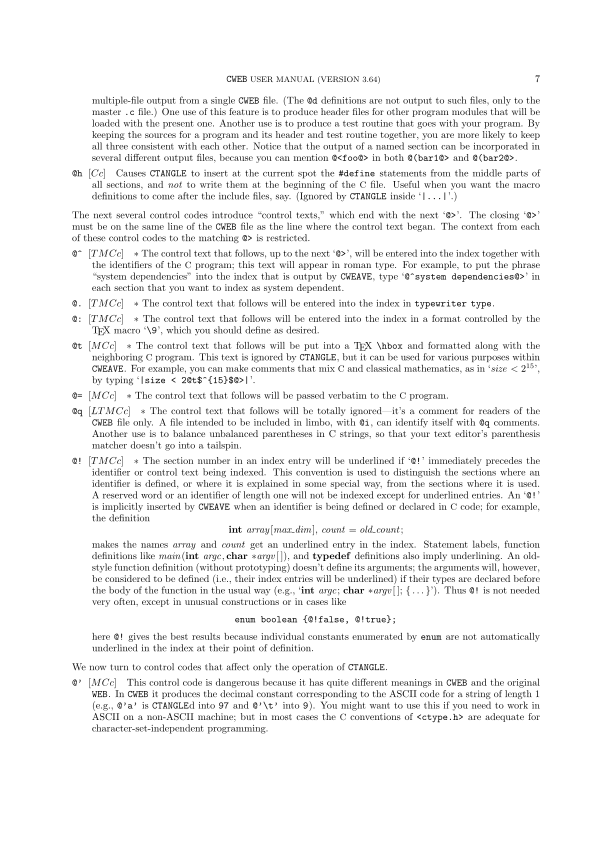 CWEB USER MANUAL (VERSION 3.64) 7
multiple-file output from a single CWEB file. (The @d definitions are not output to such files, only to the
master .c file.) One use of this feature is to produce header files for other program modules that will be
loaded with the present one. Another use is to produce a test routine that goes with your program. By
keeping the sources for a program and its header and test routine together, you are more likely to keep
all three consistent with each other. Notice that the output of a named section can be incorporated in
several different output files, because you can mention @<foo@> in both @(bar1@> and @(bar2@>.
@h [Cc] Causes CTANGLE to insert at the current spot the #define statements from the middle parts of
all sections, and not to write them at the beginning of the C file. Useful when you want the macro
definitions to come after the include files, say. (Ignored by CTANGLE inside ‘|...|’.)
The next several control codes introduce “control texts,” which end with the next ‘@>’. The closing ‘@>’
must be on the same line of the CWEB file as the line where the control text began. The context from each
of these control codes to the matching @> is restricted.
@^ [TMCc] ∗ The control text that follows, up to the next ‘@>’, will be entered into the index together with
the identifiers of the C program; this text will appear in roman type. For example, to put the phrase
“system dependencies” into the index that is output by CWEAVE, type ‘@^system dependencies@>’ in
each section that you want to index as system dependent.
@. [TMCc] ∗ The control text that follows will be entered into the index in typewriter type.
@: [TMCc] ∗ The control text that follows will be entered into the index in a format controlled by the
TEX macro ‘\9’, which you should define as desired.
@t [MCc] ∗ The control text that follows will be put into a TEX \hbox and formatted along with the
neighboring C program. This text is ignored by CTANGLE, but it can be used for various purposes within
CWEAVE. For example, you can make comments that mix C and classical mathematics, as in ‘size < 2^15’,
by typing ‘|size < 2@t$^{15}$@>|’.
@= [MCc] ∗ The control text that follows will be passed verbatim to the C program.
@q [LTMCc] ∗ The control text that follows will be totally ignored—it’s a comment for readers of the
CWEB file only. A file intended to be included in limbo, with @i, can identify itself with @q comments.
Another use is to balance unbalanced parentheses in C strings, so that your text editor’s parenthesis
matcher doesn’t go into a tailspin.
@! [TMCc] ∗ The section number in an index entry will be underlined if ‘@!’ immediately precedes the
identifier or control text being indexed. This convention is used to distinguish the sections where an
identifier is defined, or where it is explained in some special way, from the sections where it is used.
A reserved word or an identifier of length one will not be indexed except for underlined entries. An ‘@!’
is implicitly inserted by CWEAVE when an identifier is being defined or declared in C code; for example,
the definition
int array[max_dim], count = old_count;
makes the names array and count get an underlined entry in the index. Statement labels, function
definitions like main(int argc, char ∗argv[]), and typedef definitions also imply underlining. An old-
style function definition (without prototyping) doesn’t define its arguments; the arguments will, however,
be considered to be defined (i.e., their index entries will be underlined) if their types are declared before
the body of the function in the usual way (e.g., ‘int argc; char ∗argv[]; {...}’). Thus @! is not needed
very often, except in unusual constructions or in cases like
enum boolean {@!false, @!true};
here @! gives the best results because individual constants enumerated by enum are not automatically
underlined in the index at their point of definition.
We now turn to control codes that affect only the operation of CTANGLE.
@’ [MCc] This control code is dangerous because it has quite different meanings in CWEB and the original
WEB. In CWEB it produces the decimal constant corresponding to the ASCII code for a string of length 1
(e.g., @’a’ is CTANGLEd into 97 and @’\t’ into 9). You might want to use this if you need to work in
ASCII on a non-ASCII machine; but in most cases the C conventions of <ctype.h> are adequate for
character-set-independent programming.